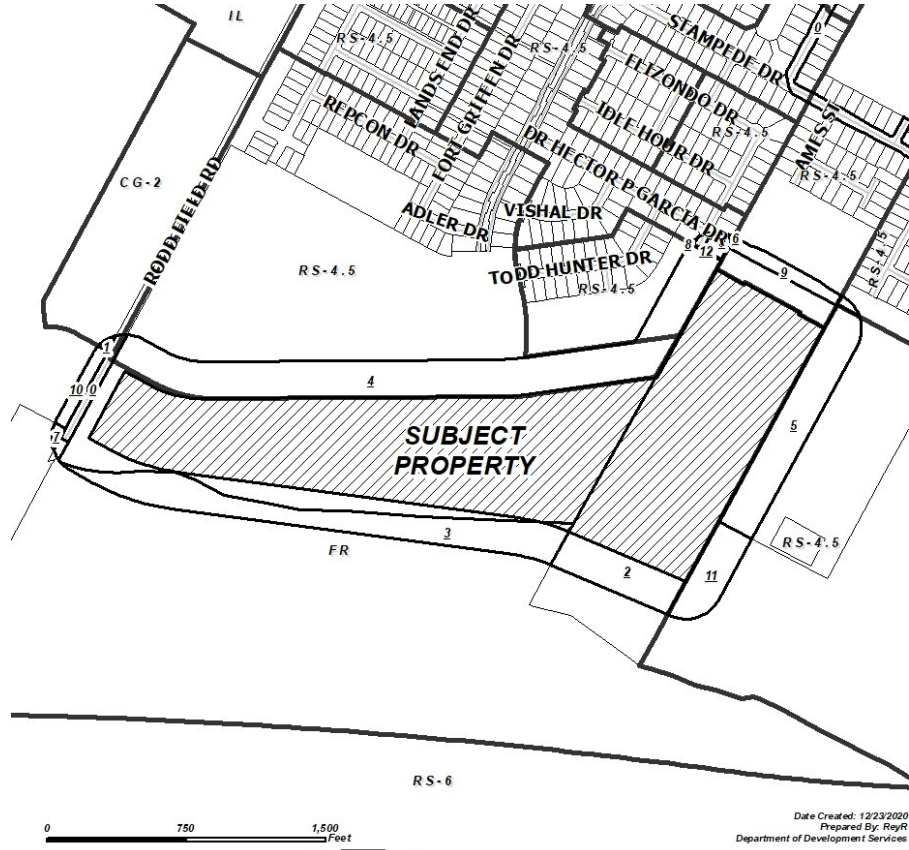 IL
RS-4.5
LANDS END DR
FORT GRIFFEN DR
RS-4.5
STAMPEDE DR
0
ELIZONDO DR
REPCON DR
IDLE HOUR DR
RS-4.5
AMES ST
RS-4.5
CG-2
RODD FIELD RD
DR HECTOR P GARCIA DR
ADLER DR
VISHAL DR
RS-4.5
TODD HUNTER DR
RS-4.5
RS-4.5
8
12
6
9
1
10
0
7
4
5
SUBJECT
PROPERTY
3
FR
2
11
RS-4.5
RS-6
0 750 1,500
Feet
Date Created: 12/23/2020
Prepared By: ReyR
Department of Development Services